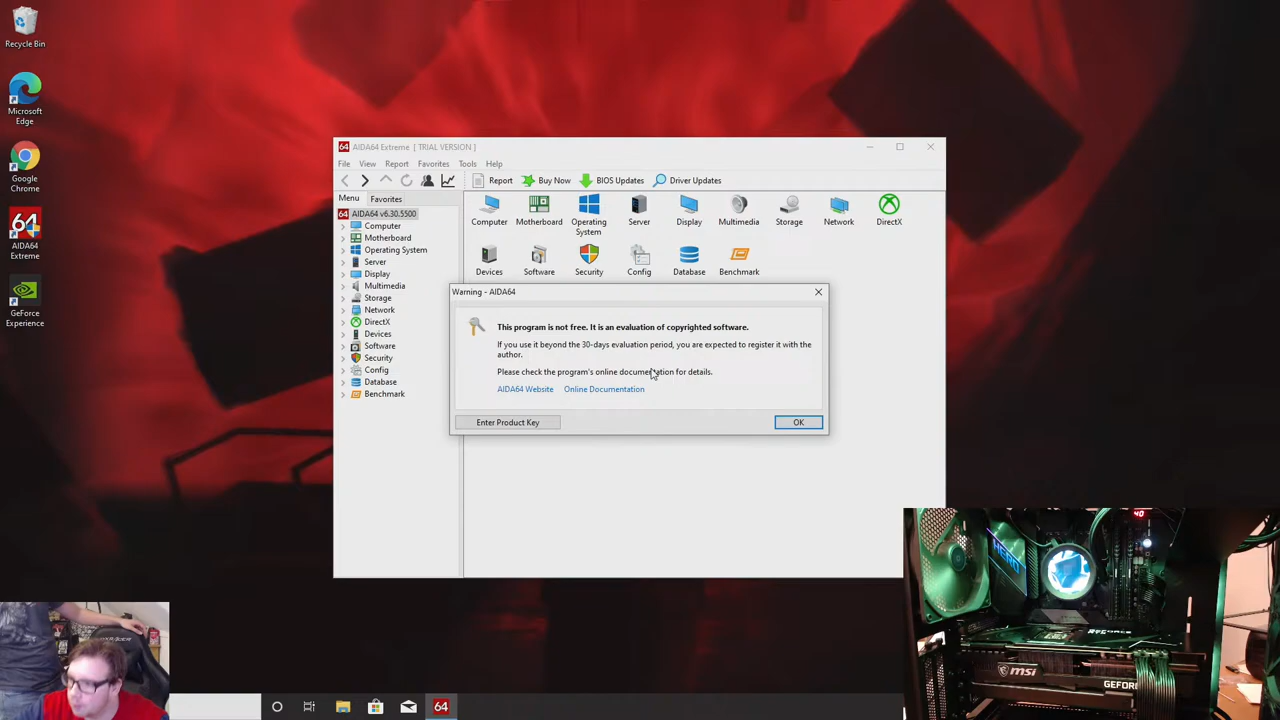 Recycle Bin
Microsoft
Edge
Google
Chrome
AIDA64
Extreme
GeForce
Experience
64 AIDA64 Extreme [ TRIAL VERSION ]
File View Report Favorites Tools Help
Report Buy Now BIOS Updates Driver Updates
Menu Favorites
64 AIDA64 v6.30.5500
Computer
Motherboard
Operating System
Server
Display
Multimedia
Storage
Network
DirectX
Devices
Software
Security
Config
Database
Benchmark
Computer Motherboard Operating System Server Display Multimedia Storage Network DirectX
Devices Software Security Config Database Benchmark
Warning - AIDA64
This program is not free. It is an evaluation of copyrighted software.
If you use it beyond the 30-days evaluation period, you are expected to register it with the
author.
Please check the program's online documentation for details.
AIDA64 Website Online Documentation
Enter Product Key OK
64
40
HERO
msi